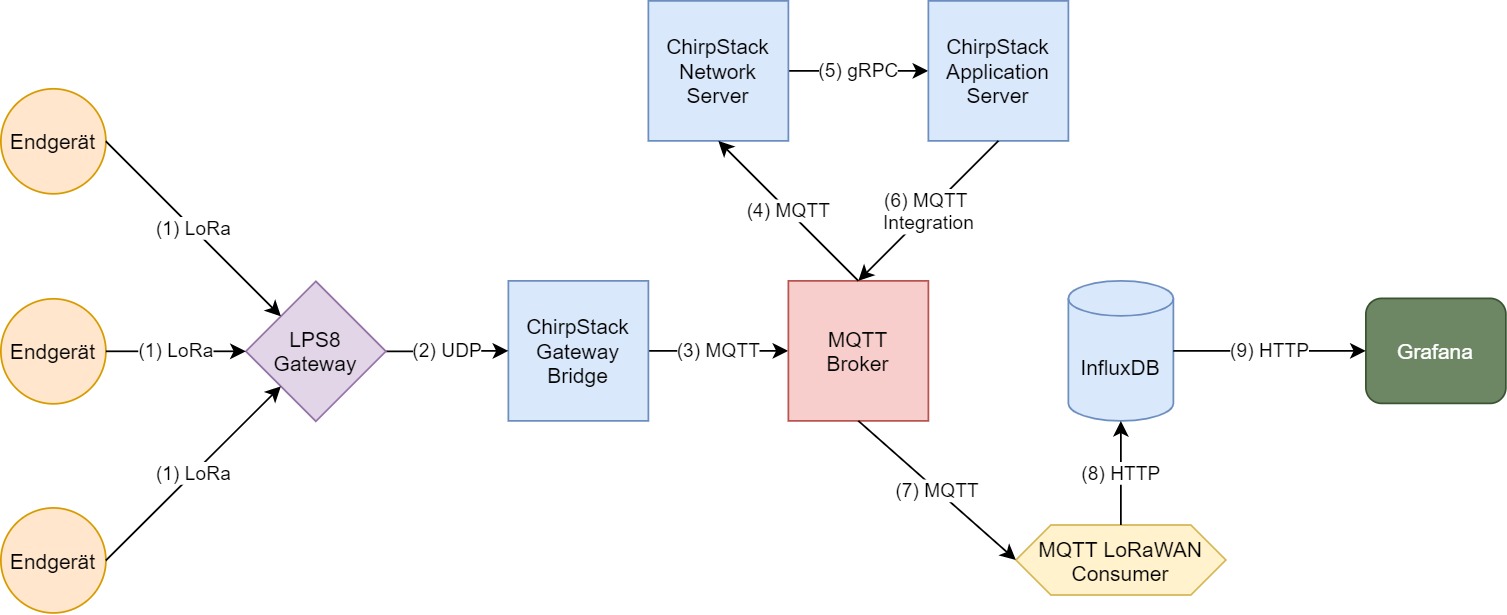 ChirpStack
Network
Server
(5) gRPC
ChirpStack
Application
Server
Endgerät
(1) LoRa
(4) MQTT
(6) MQTT
Integration
Endgerät
(1) LoRa
LPS8
Gateway
(2) UDP
ChirpStack
Gateway
Bridge
(3) MQTT
MQTT
Broker
InfluxDB
(9) HTTP
Grafana
(1) LoRa
(7) MQTT
(8) HTTP
Endgerät
MQTT LoRaWAN
Consumer